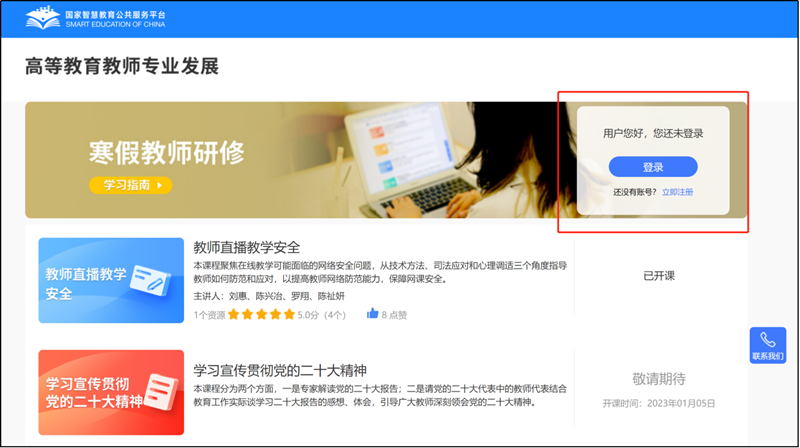 国家智慧教育公共服务平台
SMART EDUCATION OF CHINA
高等教育教师专业发展
寒假教师研修
学习指南
用户您好，您还未登录
登录
还没有账号？ 立即注册
教师直播教学
安全
教师直播教学安全
本课程聚焦在线教学可能面临的网络安全问题，从技术方法、司法应对和心理调适三个角度指导
教师如何防范和应对，以提高教师网络防范能力，保障网课安全。
主讲人：刘惠、陈兴冶、罗翔、陈祉妍
1个资源 5.0分（4个） 8 点赞
已开课
联系我们
学习宣传贯彻
党的二十大精神
学习宣传贯彻党的二十大精神
本课程分为两个方面，一是专家解读党的二十大报告；二是请党的二十大代表中的教师代表结合
教育工作实际谈学习二十大报告的感想、体会，引导广大教师深刻领会党的二十大精神。
敬请期待
开课时间：2023年01月05日